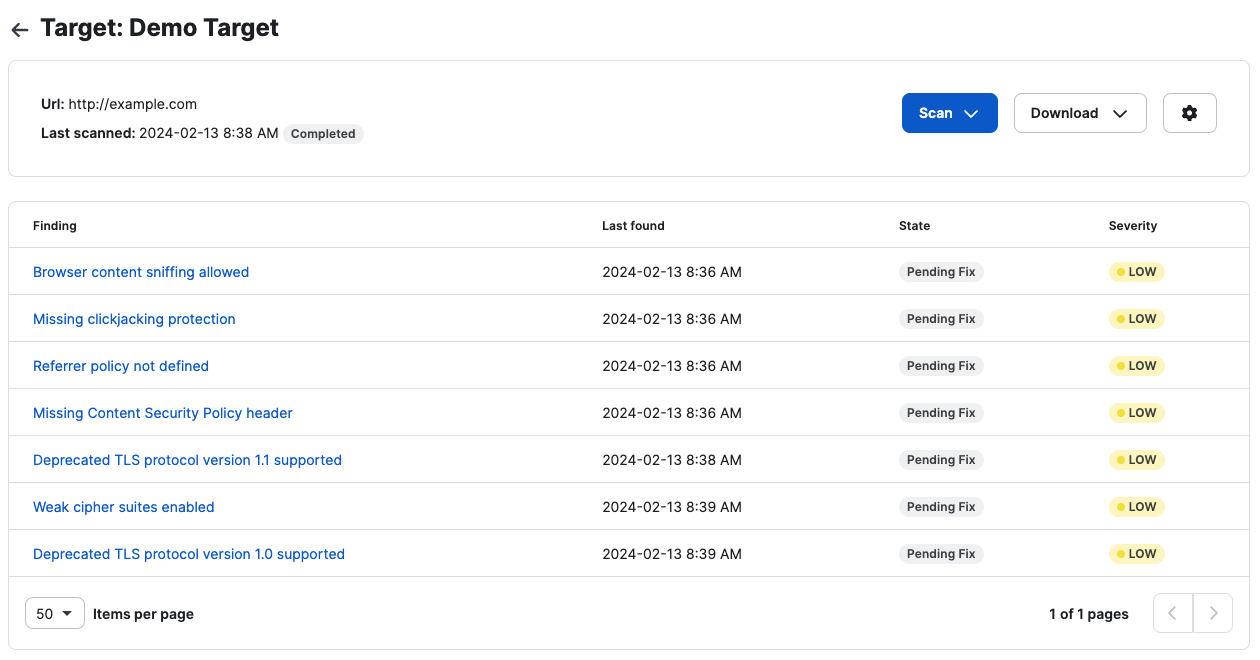 Target: Demo Target
Url: http://example.com
Last scanned: 2024-02-13 8:38 AM Completed
Scan
Download
Finding Last found State Severity
Browser content sniffing allowed 2024-02-13 8:36 AM Pending Fix LOW
Missing clickjacking protection 2024-02-13 8:36 AM Pending Fix LOW
Referrer policy not defined 2024-02-13 8:36 AM Pending Fix LOW
Missing Content Security Policy header 2024-02-13 8:36 AM Pending Fix LOW
Deprecated TLS protocol version 1.1 supported 2024-02-13 8:38 AM Pending Fix LOW
Weak cipher suites enabled 2024-02-13 8:39 AM Pending Fix LOW
Deprecated TLS protocol version 1.0 supported 2024-02-13 8:39 AM Pending Fix LOW
50 Items per page 1 of 1 pages